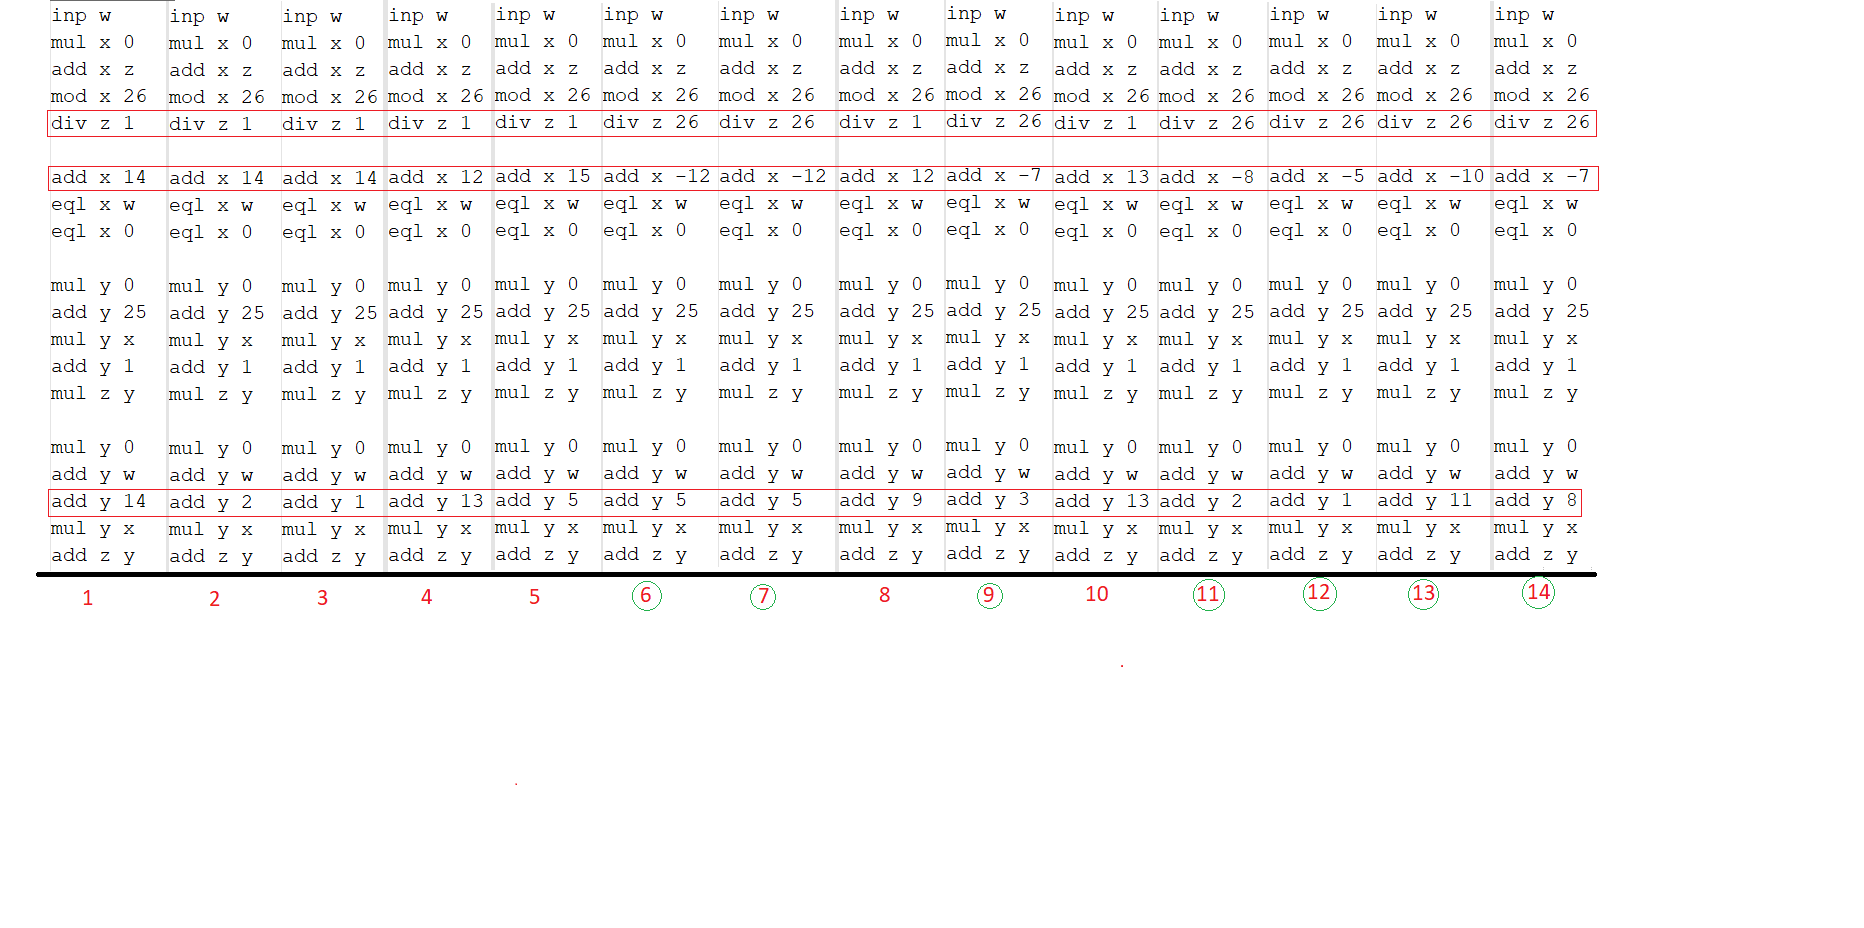 inp w inp w inp w inp w inp w inp w inp w inp w inp w inp w inp w inp w inp w inp w
mul x 0 mul x 0 mul x 0 mul x 0 mul x 0 mul x 0 mul x 0 mul x 0 mul x 0 mul x 0 mul x 0 mul x 0 mul x 0 mul x 0
add x z add x z add x z add x z add x z add x z add x z add x z add x z add x z add x z add x z add x z add x z
mod x 26 mod x 26 mod x 26 mod x 26 mod x 26 mod x 26 mod x 26 mod x 26 mod x 26 mod x 26 mod x 26 mod x 26 mod x 26 mod x 26
div z 1 div z 1 div z 1 div z 1 div z 1 div z 26 div z 26 div z 1 div z 26 div z 1 div z 26 div z 26 div z 26 div z 26
add x 14 add x 14 add x 14 add x 12 add x 15 add x -12 add x -12 add x 12 add x -7 add x 13 add x -8 add x -5 add x -10 add x -7
eql x w eql x w eql x w eql x w eql x w eql x w eql x w eql x w eql x w eql x w eql x w eql x w eql x w eql x w
eql x 0 eql x 0 eql x 0 eql x 0 eql x 0 eql x 0 eql x 0 eql x 0 eql x 0 eql x 0 eql x 0 eql x 0 eql x 0 eql x 0
mul y 0 mul y 0 mul y 0 mul y 0 mul y 0 mul y 0 mul y 0 mul y 0 mul y 0 mul y 0 mul y 0 mul y 0 mul y 0 mul y 0
add y 25 add y 25 add y 25 add y 25 add y 25 add y 25 add y 25 add y 25 add y 25 add y 25 add y 25 add y 25 add y 25 add y 25
mul y x mul y x mul y x mul y x mul y x mul y x mul y x mul y x mul y x mul y x mul y x mul y x mul y x mul y x
add y 1 add y 1 add y 1 add y 1 add y 1 add y 1 add y 1 add y 1 add y 1 add y 1 add y 1 add y 1 add y 1 add y 1
mul z y mul z y mul z y mul z y mul z y mul z y mul z y mul z y mul z y mul z y mul z y mul z y mul z y mul z y
mul y 0 mul y 0 mul y 0 mul y 0 mul y 0 mul y 0 mul y 0 mul y 0 mul y 0 mul y 0 mul y 0 mul y 0 mul y 0 mul y 0
add y w add y w add y w add y w add y w add y w add y w add y w add y w add y w add y w add y w add y w add y w
add y 14 add y 2 add y 1 add y 13 add y 5 add y 5 add y 5 add y 9 add y 3 add y 13 add y 2 add y 1 add y 11 add y 8
mul y x mul y x mul y x mul y x mul y x mul y x mul y x mul y x mul y x mul y x mul y x mul y x mul y x mul y x
add z y add z y add z y add z y add z y add z y add z y add z y add z y add z y add z y add z y add z y add z y
1 2 3 4 5 6 7 8 9 10 11 12 13 14